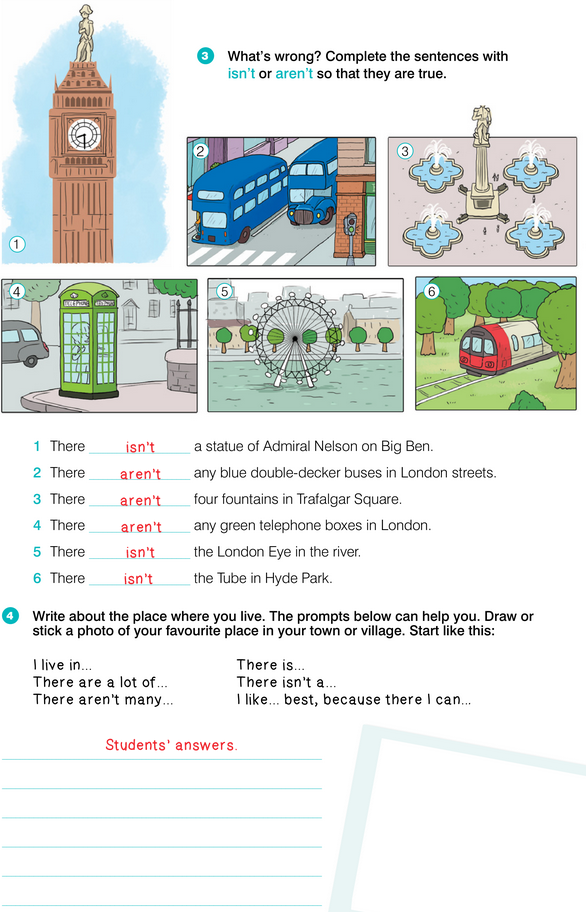 3 What's wrong? Complete the sentences with
isn't or aren't so that they are true.
1
2
3
4
TELEPHONE
5
6
1 There isn't a statue of Admiral Nelson on Big Ben.
2 There aren't any blue double-decker buses in London streets.
3 There aren't four fountains in Trafalgar Square.
4 There aren't any green telephone boxes in London.
5 There isn't the London Eye in the river.
6 There isn't the Tube in Hyde Park.
4 Write about the place where you live. The prompts below can help you. Draw or
stick a photo of your favourite place in your town or village. Start like this:
I live in...
There are a lot of...
There aren't many...
There is...
There isn't a...
I like... best, because there I can...
Students' answers.